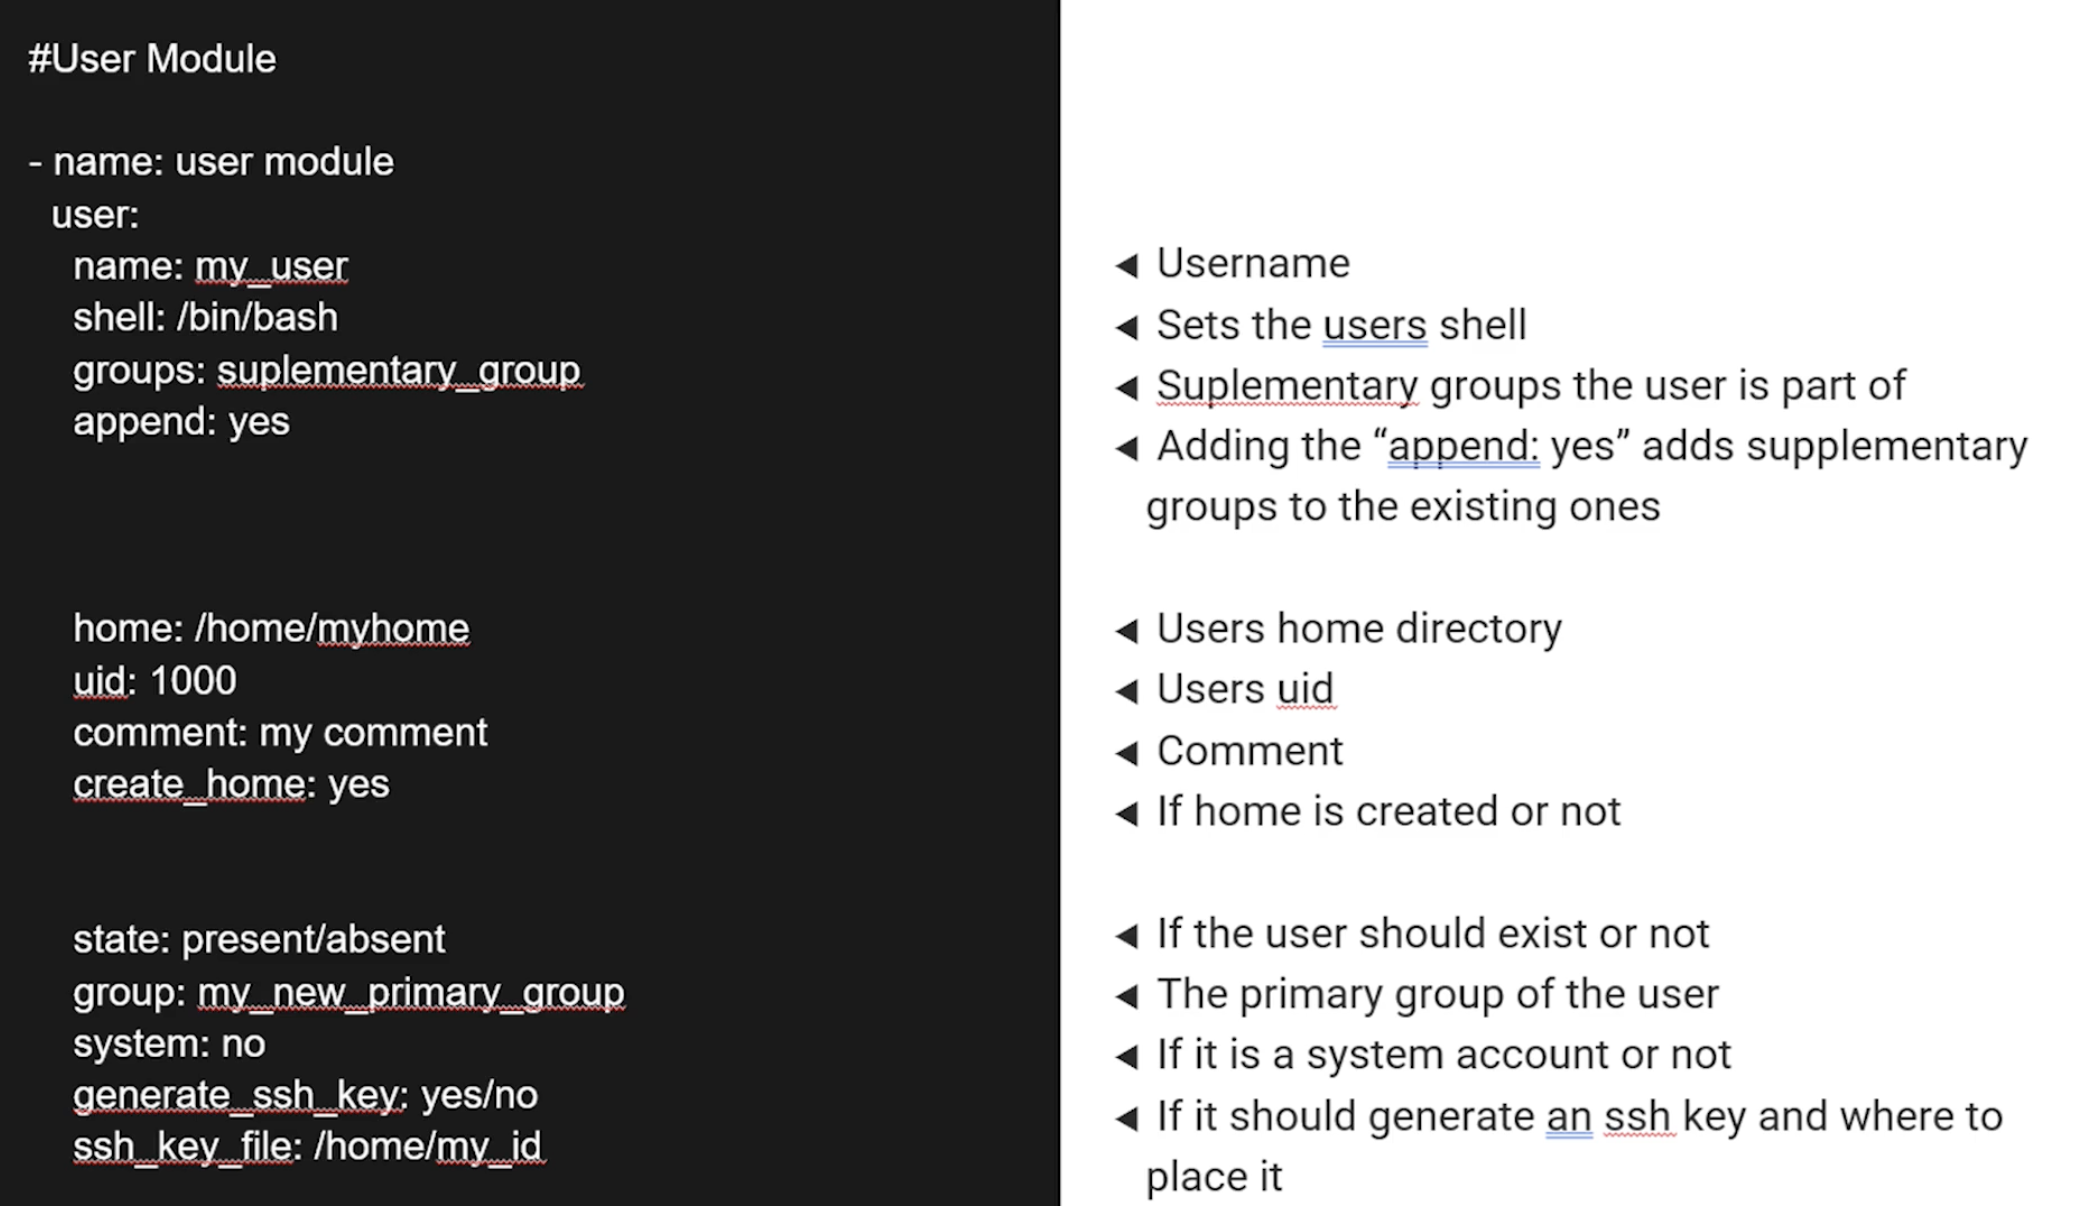 #User Module
- name: user module
user:
name: my_user
shell: /bin/bash
groups: suplementary_group
append: yes
home: /home/myhome
uid: 1000
comment: my comment
create_home: yes
state: present/absent
group: my_new_primary_group
system: no
generate_ssh_key: yes/no
ssh_key_file: /home/my_id
◀ Username
◀ Sets the users shell
◀ Suplementary groups the user is part of
◀ Adding the “append: yes” adds supplementary
groups to the existing ones
◀ Users home directory
◀ Users uid
◀ Comment
◀ If home is created or not
◀ If the user should exist or not
◀ The primary group of the user
◀ If it is a system account or not
◀ If it should generate an ssh key and where to
place it